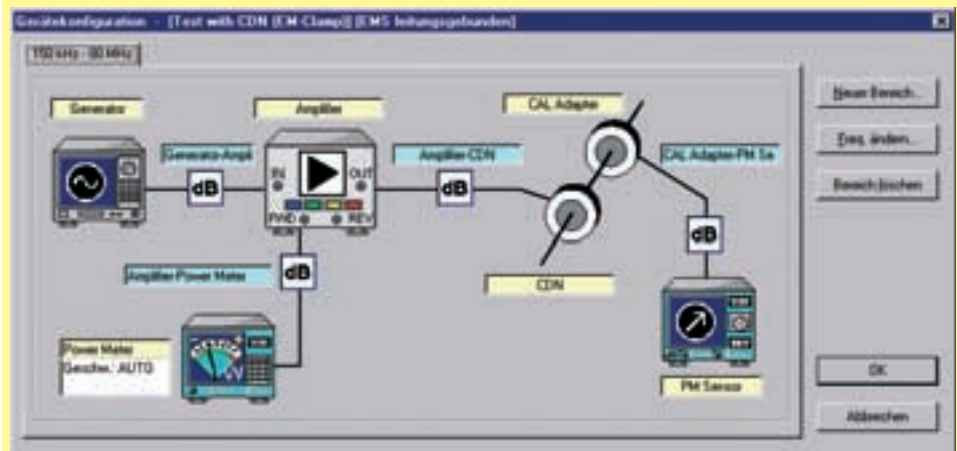 Gerätekonfiguration - [Test with CDN (EM-Clamp)] [EMS leitungsgebunden]
150 kHz - 80 MHz
Generator
Amplifier
CAL Adapter
Neuer Bereich...
Generator-Ampli
Amplifier-CDN
CAL Adapter-PM Se
Freq. ändern...
IN
OUT
dB
dB
Bereich löschen
FWD
REV
dB
Amplifier-Power Meter
dB
CDN
Power Meter
Geschw.: AUTO
kV
OK
PM Sensor
Abbrechen